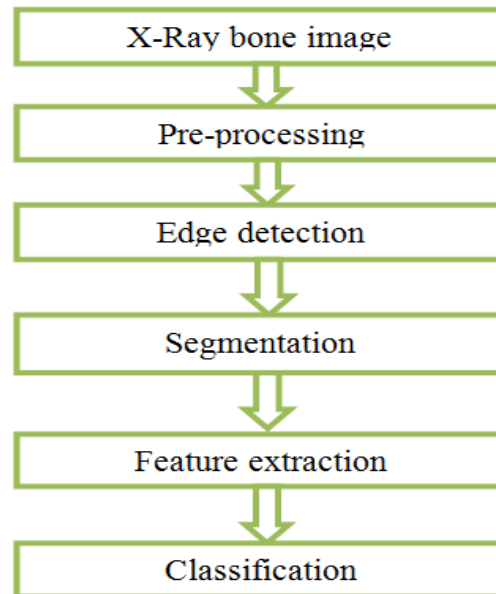 X-Ray bone image
Pre-processing
Edge detection
Segmentation
Feature extraction
Classification